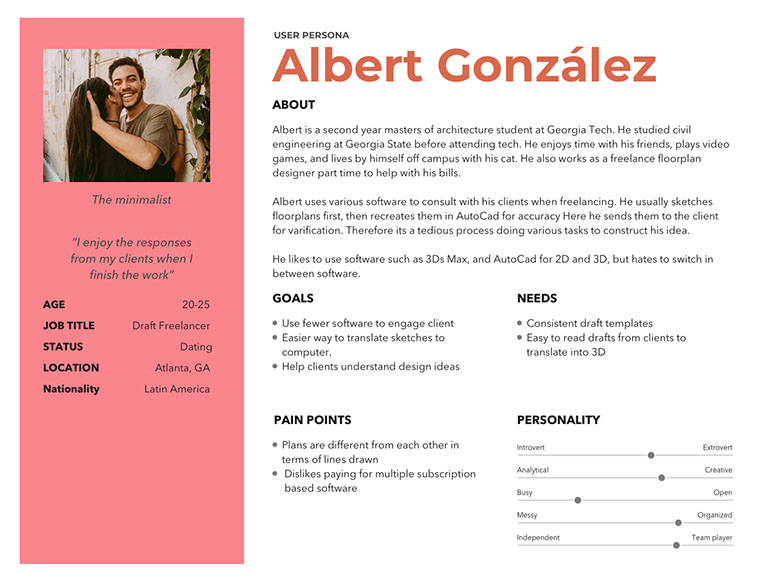 USER PERSONA
Albert González
ABOUT
Albert is a second year masters of architecture student at Georgia Tech. He studied civil
engineering at Georgia State before attending tech. He enjoys time with his friends, plays video
games, and lives by himself off campus with his cat. He also works as a freelance floorplan
designer part time to help with his bills.
Albert uses various software to consult with his clients when freelancing. He usually sketches
floorplans first, then recreates them in AutoCad for accuracy Here he sends them to the client
for varification. Therefore its a tedious process doing various tasks to construct his idea.
He likes to use software such as 3Ds Max, and AutoCad for 2D and 3D, but hates to switch in
between software.
The minimalist
“I enjoy the responses
from my clients when I
finish the work”
AGE 20-25
JOB TITLE Draft Freelancer
STATUS Dating
LOCATION Atlanta, GA
Nationality Latin America
GOALS
Use fewer software to engage client
Easier way to translate sketches to
computer.
Help clients understand design ideas
NEEDS
Consistent draft templates
Easy to read drafts from clients to
translate into 3D
PAIN POINTS
Plans are different from each other in
terms of lines drawn
Dislikes paying for multiple subscription
based software
PERSONALITY
Introvert Extrovert
Analytical Creative
Busy Open
Messy Organized
Independent Team player